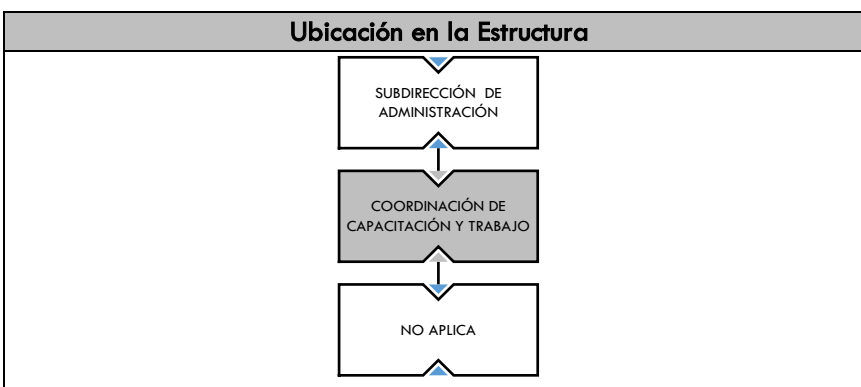 Ubicación en la Estructura
SUBDIRECCIÓN DE
ADMINISTRACIÓN
COORDINACIÓN DE
CAPACITACIÓN Y TRABAJO
NO APLICA